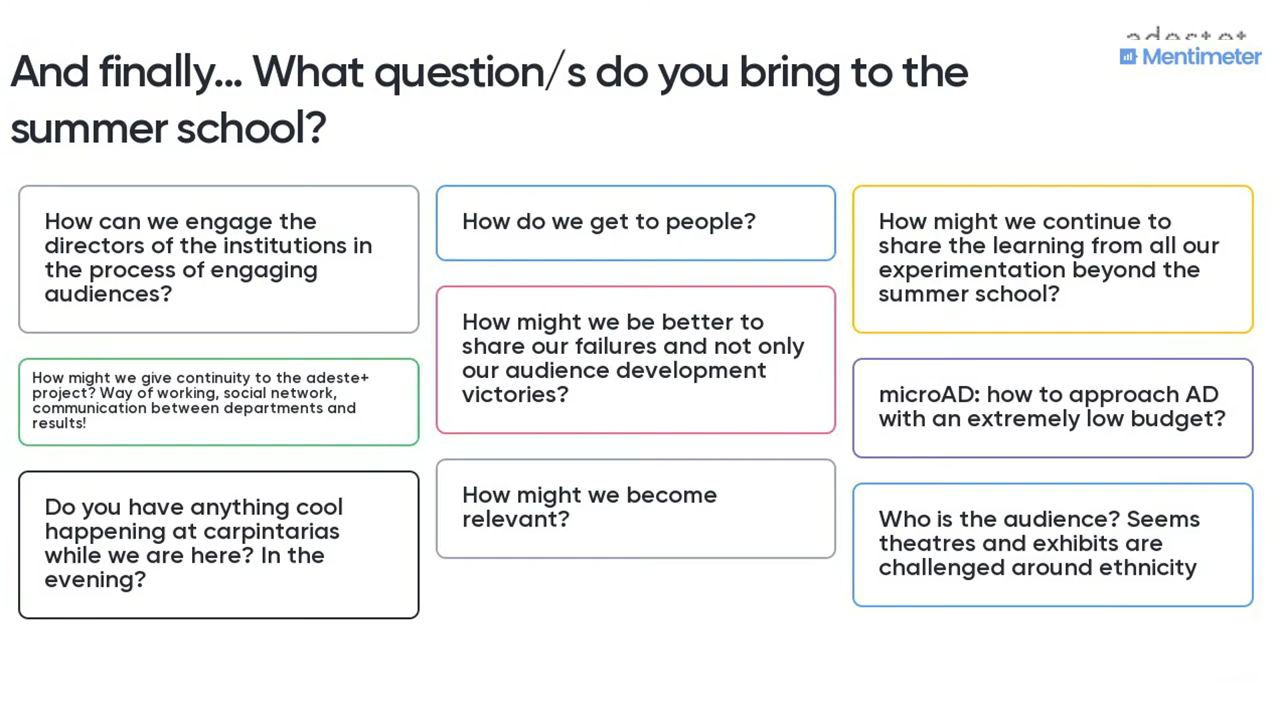 And finally... What question/s do you bring to the
summer school?
Mentimeter
How can we engage the
directors of the institutions in
the process of engaging
audiences?
How might we give continuity to the adeste+
project? Way of working, social network,
communication between departments and
results!
Do you have anything cool
happening at carpintarias
while we are here? In the
evening?
How do we get to people?
How might we be better to
share our failures and not only
our audience development
victories?
How might we become
relevant?
How might we continue to
share the learning from all our
experimentation beyond the
summer school?
microAD: how to approach AD
with an extremely low budget?
Who is the audience? Seems
theatres and exhibits are
challenged around ethnicity